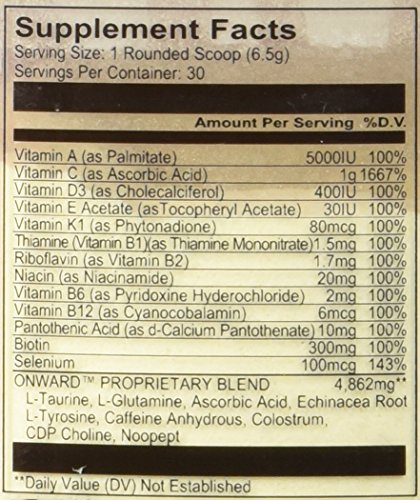 Supplement Facts
Serving Size: 1 Rounded Scoop (6.5g)
Servings Per Container: 30
Amount Per Serving %D.V.
Vitamin A (as Palmitate) 5000IU 100%
Vitamin C (as Ascorbic Acid) 1g 1667%
Vitamin D3 (as Cholecalciferol) 400IU 100%
Vitamin E Acetate (as Tocopheryl Acetate) 30IU 100%
Vitamin K1 (as Phytonadione) 80mcg 100%
Thiamine (Vitamin B1)(as Thiamine Mononitrate) 1.5mg 100%
Riboflavin (as Vitamin B2) 1.7mg 100%
Niacin (as Niacinamide) 20mg 100%
Vitamin B6 (as Pyridoxine Hyderochloride) 2mg 100%
Vitamin B12 (as Cyanocobalamin) 6mcg 100%
Pantothenic Acid (as d-Calcium Pantothenate) 10mg 100%
Biotin 300mg 100%
Selenium 100mcg 143%
ONWARD™ PROPRIETARY BLEND 4,862mg**
L-Taurine, L-Glutamine, Ascorbic Acid, Echinacea Root
L-Tyrosine, Caffeine Anhydrous, Colostrum,
CDP Choline, Noopept
**Daily Value (DV) Not Established